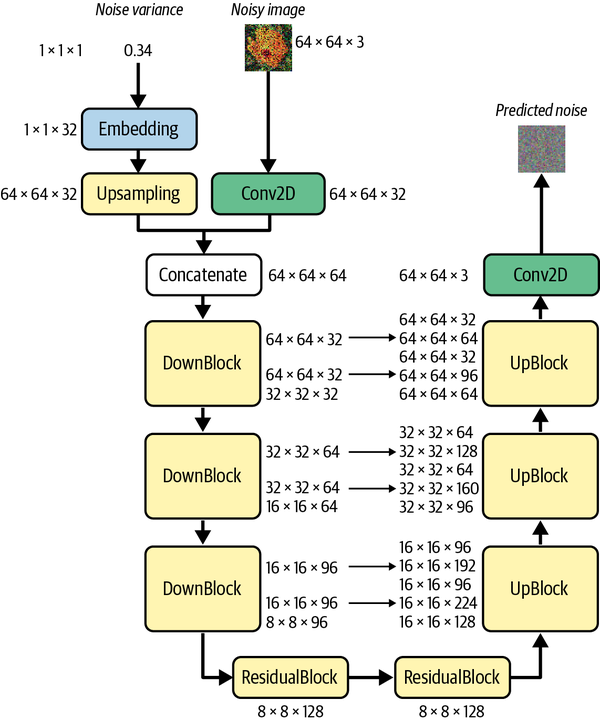 Noise variance
Noisy image
1 × 1 × 1
0.34
64 × 64 × 3
1 × 1 × 32
Embedding
64 × 64 × 32
Upsampling
Conv2D
64 × 64 × 32
Concatenate
64 × 64 × 64
DownBlock
64 × 64 × 32
64 × 64 × 32
32 × 32 × 32
DownBlock
32 × 32 × 64
32 × 32 × 64
16 × 16 × 64
DownBlock
16 × 16 × 96
16 × 16 × 96
8 × 8 × 96
ResidualBlock
8 × 8 × 128
ResidualBlock
8 × 8 × 128
16 × 16 × 96
16 × 16 × 192
16 × 16 × 96
16 × 16 × 224
16 × 16 × 128
UpBlock
32 × 32 × 64
32 × 32 × 128
32 × 32 × 64
32 × 32 × 160
32 × 32 × 96
UpBlock
64 × 64 × 32
64 × 64 × 64
64 × 64 × 32
64 × 64 × 96
64 × 64 × 64
UpBlock
64 × 64 × 3
Conv2D
Predicted noise